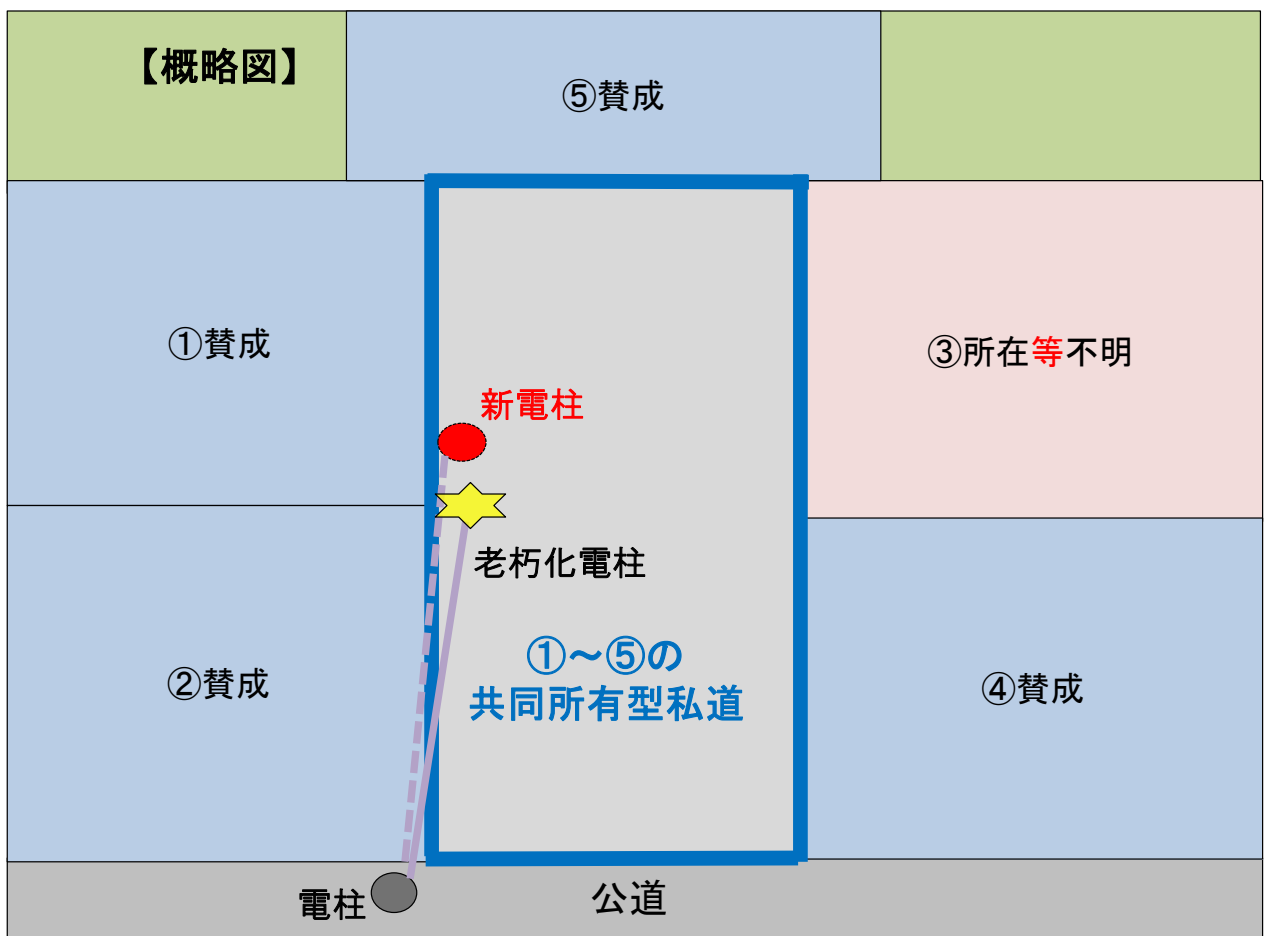 【概略図】
⑤賛成
①賛成
③所在等不明
新電柱
老朽化電柱
①～⑤の
共同所有型私道
②賛成
④賛成
電柱
公道